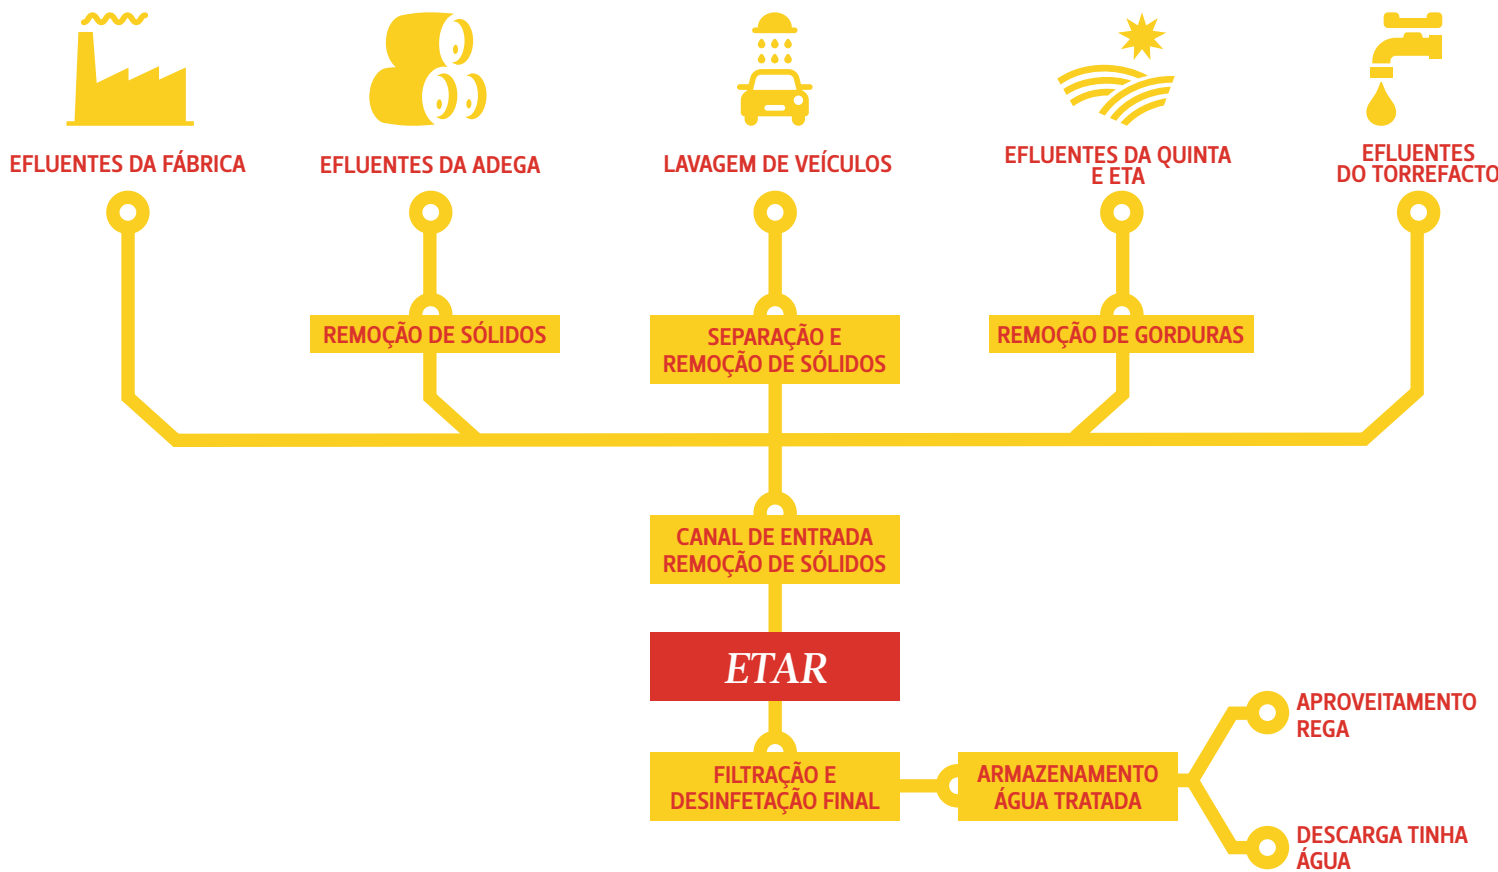 EFLUENTES DA FÁBRICA
EFLUENTES DA ADEGA
LAVAGEM DE VEÍCULOS
EFLUENTES DA QUINTA
E ETA
EFLUENTES
DO TORREFACTO
REMOÇÃO DE SÓLIDOS
SEPARAÇÃO E
REMOÇÃO DE SÓLIDOS
REMOÇÃO DE GORDURAS
CANAL DE ENTRADA
REMOÇÃO DE SÓLIDOS
ETAR
FILTRAÇÃO E
DESINFETAÇÃO FINAL
ARMAZENAMENTO
ÁGUA TRATADA
APROVEITAMENTO
REGA
DESCARGA TINHA
ÁGUA